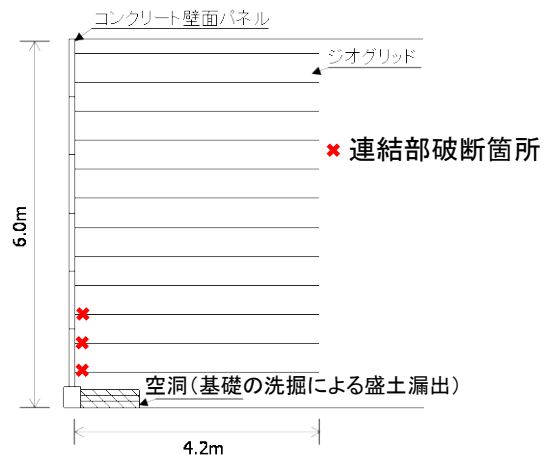 コンクリート壁面パネル
ジオグリッド
✖ 連結部破断箇所
6.0m
空洞(基礎の洗掘による盛土漏出)
4.2m